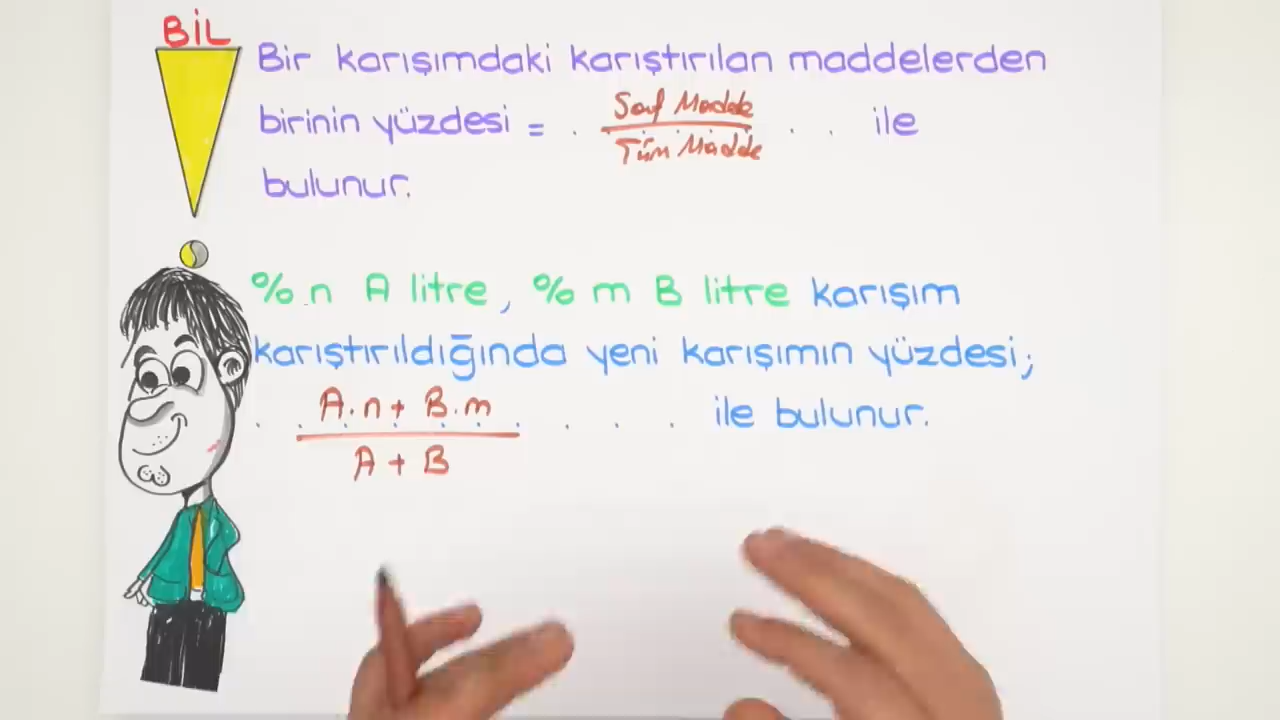 BİL
Bir karışımdaki karıştırılan maddelerden
birinin yüzdesi = . Saf Madde / Tüm Madde . . ile
bulunur.
% n A litre, % m B litre karışım
karıştırıldığında yeni karışımın yüzdesi;
A.n + B.m / A + B . . . ile bulunur.